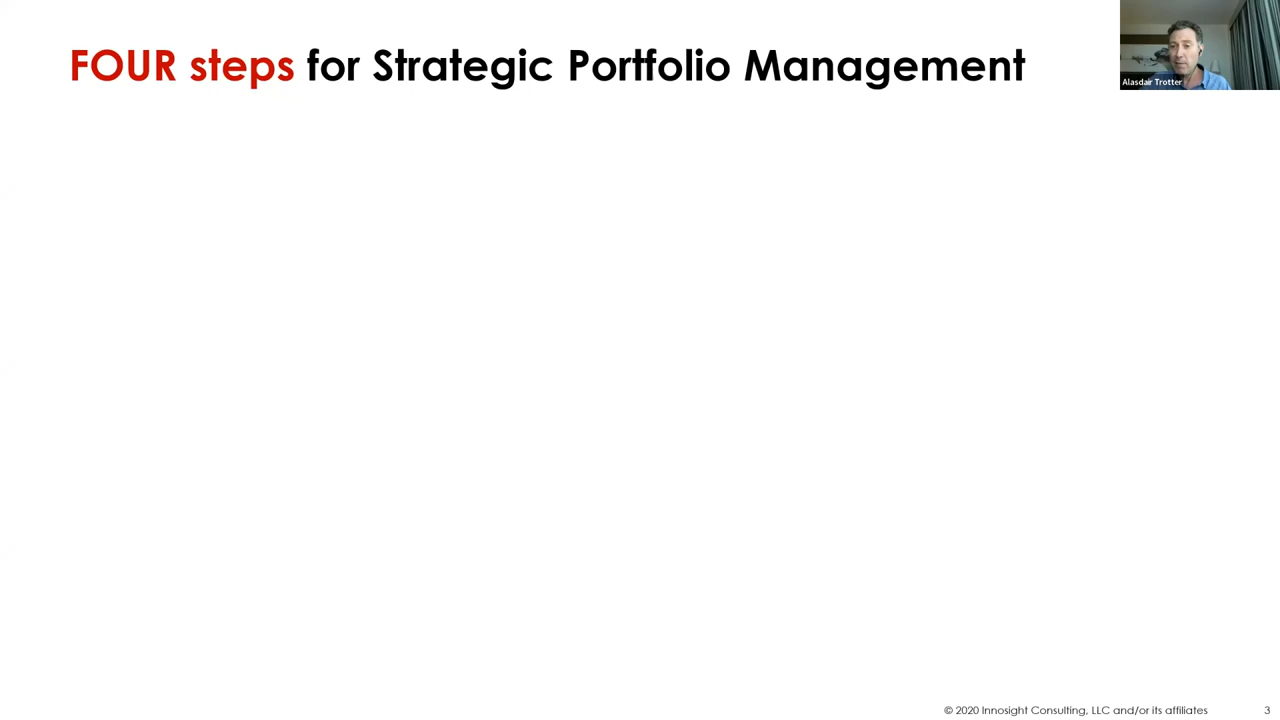 FOUR steps for Strategic Portfolio Management
Alasdair Trotter
© 2020 Innosight Consulting, LLC and/or its affiliates 3